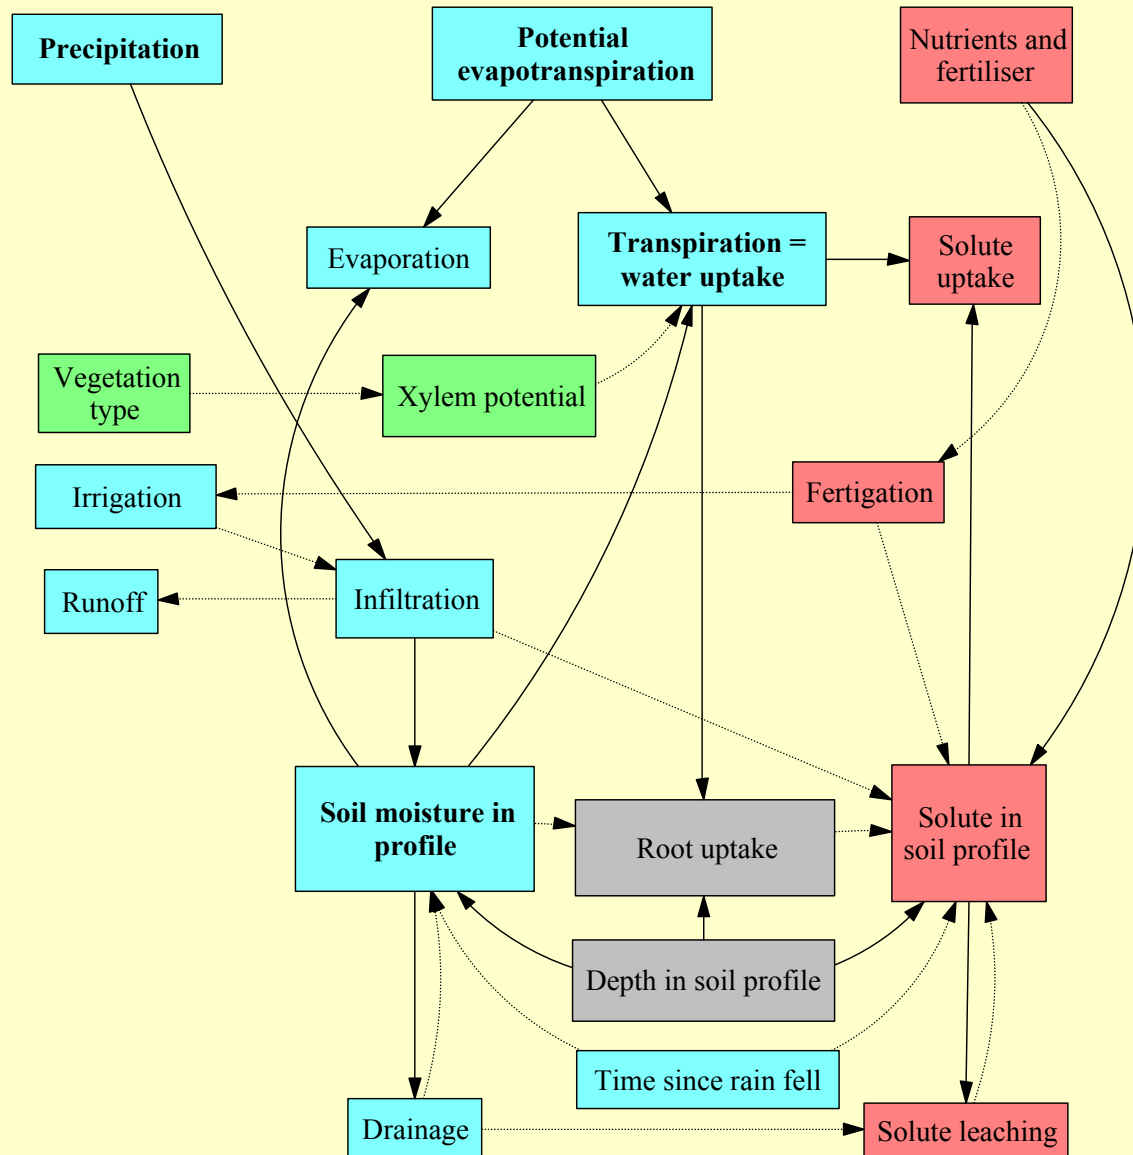 Precipitation
Potential
evapotranspiration
Nutrients and
fertiliser
Evaporation
Transpiration =
water uptake
Solute
uptake
Vegetation
type
Xylem potential
Irrigation
Fertigation
Runoff
Infiltration
Soil moisture in
profile
Root uptake
Solute in
soil profile
Depth in soil profile
Time since rain fell
Drainage
Solute leaching